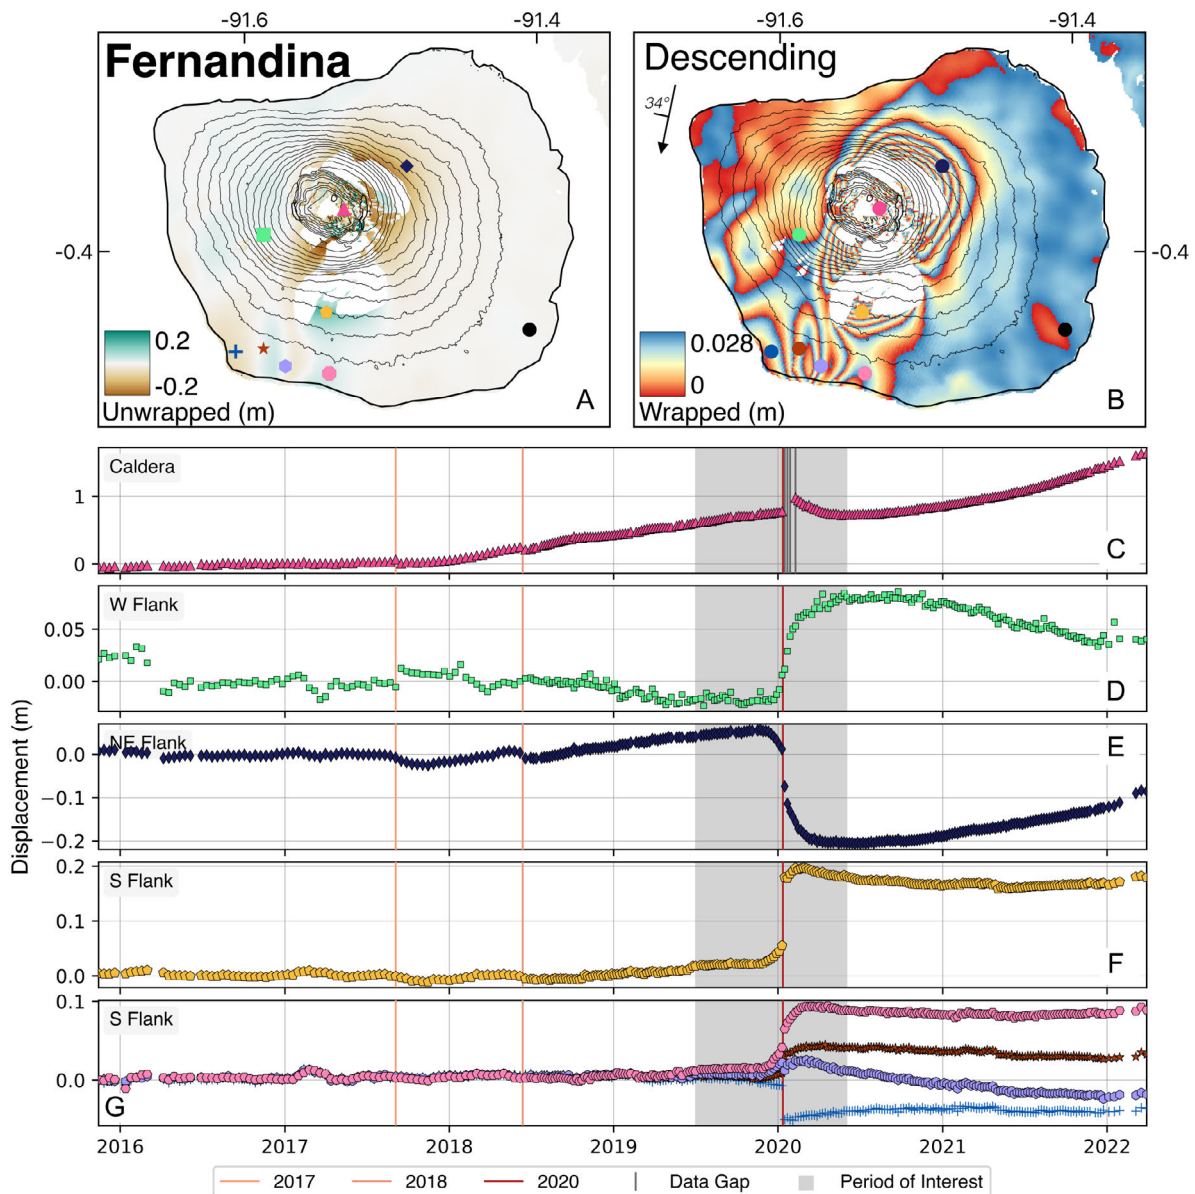 -91.6 -91.4 -91.6 -91.4
Fernandina Descending
34°
-0.4 -0.4
0.2 0.028
-0.2 0
Unwrapped (m) A Wrapped (m) B
Caldera
1
0
C
W Flank
0.05
0.00
D
NE Flank
0.0
−0.1
−0.2
E
S Flank
0.2
0.1
0.0
F
S Flank
0.1
0.0
G
Displacement (m)
2016 2017 2018 2019 2020 2021 2022
2017 2018 2020 Data Gap Period of Interest